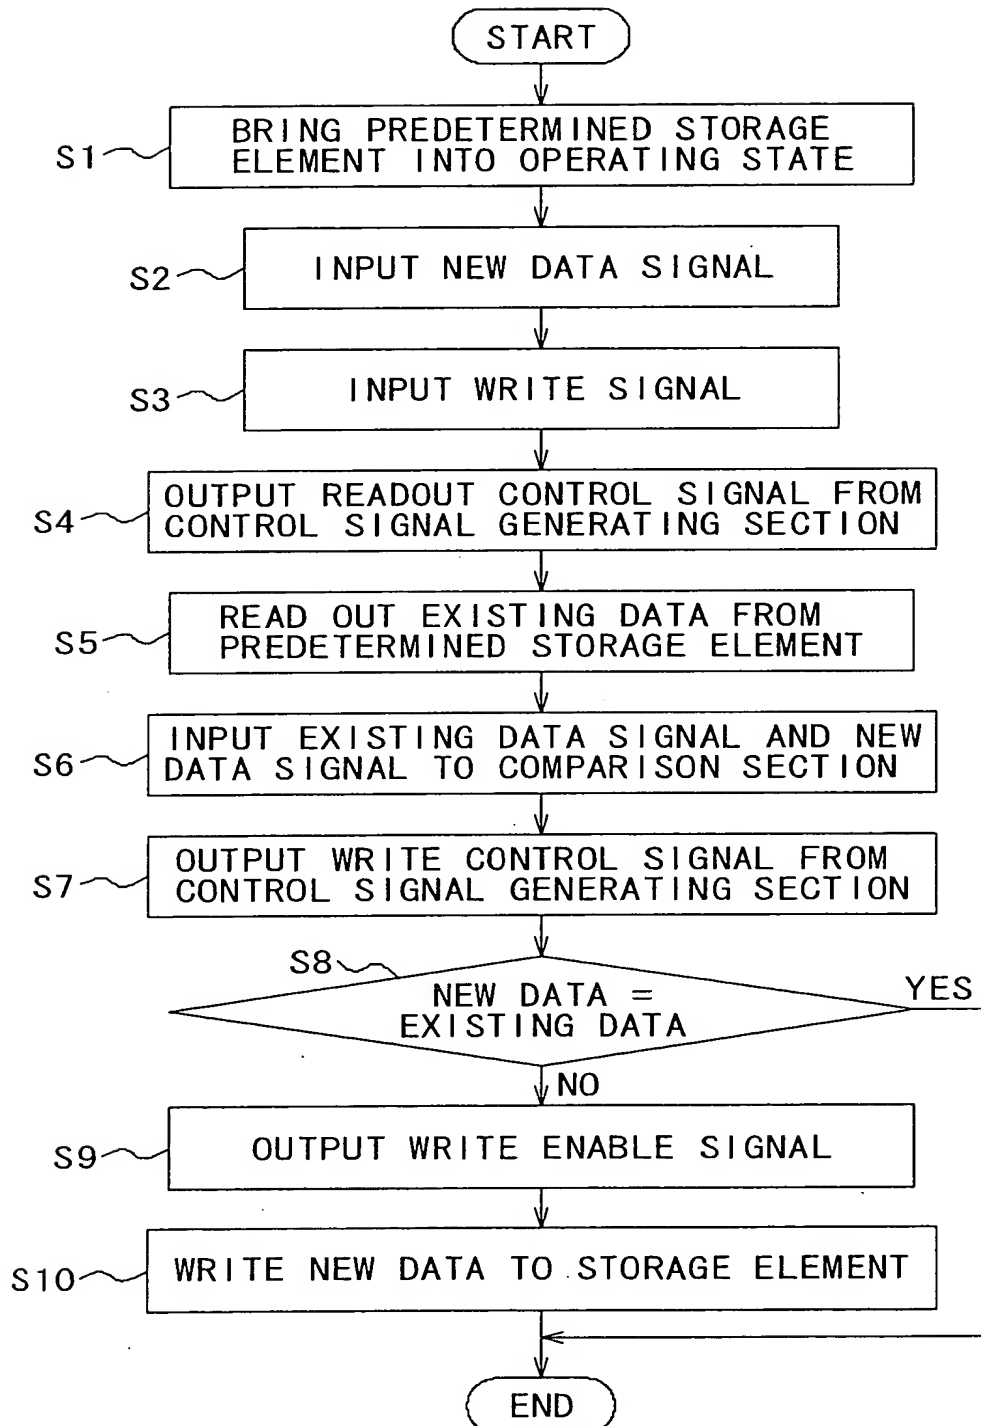 START
S1
BRING PREDETERMINED STORAGE
ELEMENT INTO OPERATING STATE
S2
INPUT NEW DATA SIGNAL
S3
INPUT WRITE SIGNAL
S4
OUTPUT READOUT CONTROL SIGNAL FROM
CONTROL SIGNAL GENERATING SECTION
S5
READ OUT EXISTING DATA FROM
PREDETERMINED STORAGE ELEMENT
S6
INPUT EXISTING DATA SIGNAL AND NEW
DATA SIGNAL TO COMPARISON SECTION
S7
OUTPUT WRITE CONTROL SIGNAL FROM
CONTROL SIGNAL GENERATING SECTION
S8
NEW DATA =
EXISTING DATA
YES
NO
S9
OUTPUT WRITE ENABLE SIGNAL
S10
WRITE NEW DATA TO STORAGE ELEMENT
END